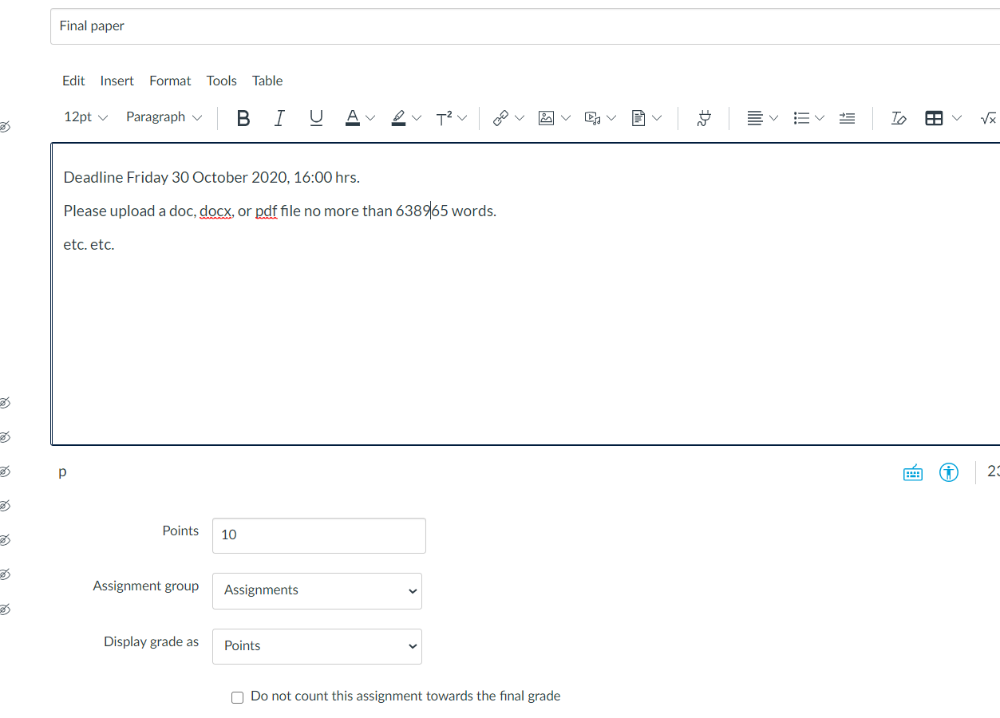 Final paper
Edit Insert Format Tools Table
12pt Paragraph B I U A T² √x
Deadline Friday 30 October 2020, 16:00 hrs.
Please upload a doc, docx, or pdf file no more than 638965 words.
etc. etc.
p
Points 10
Assignment group Assignments
Display grade as Points
Do not count this assignment towards the final grade